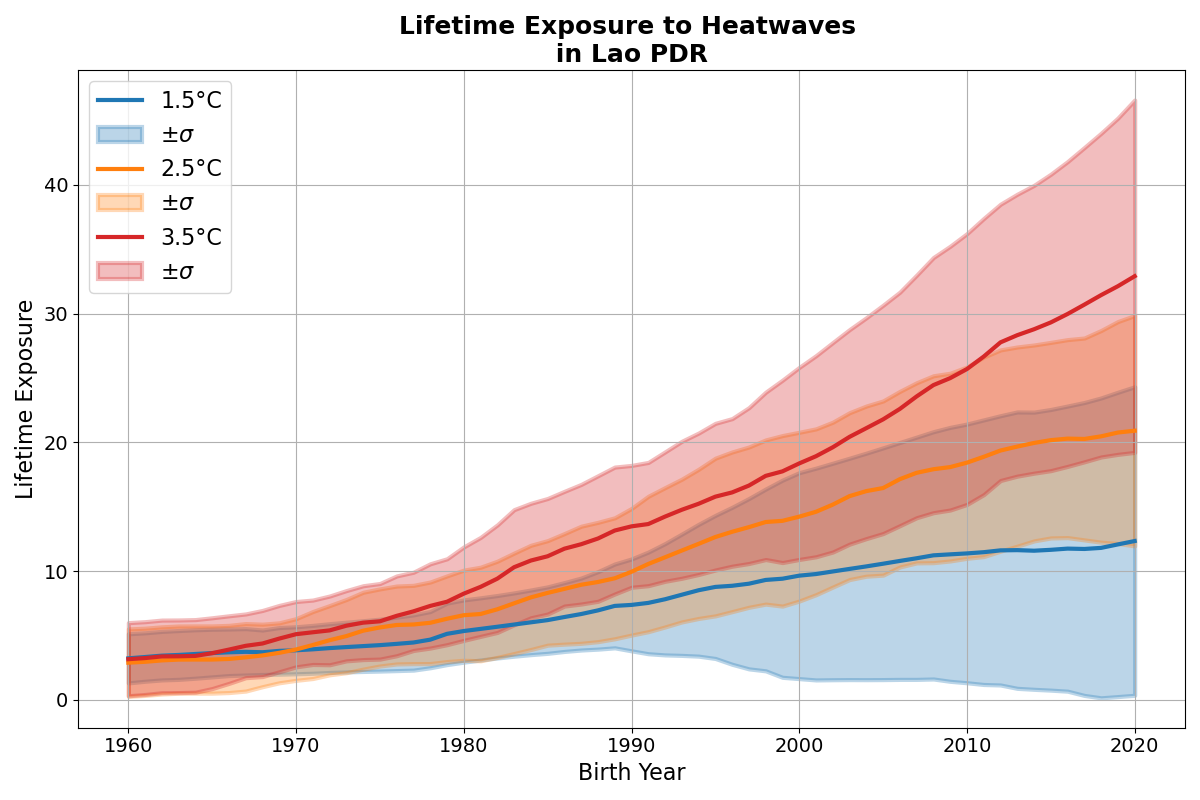 Lifetime Exposure to Heatwaves
in Lao PDR
1.5°C
±σ
2.5°C
±σ
3.5°C
±σ
Lifetime Exposure
40
30
20
10
0
1960
1970
1980
1990
2000
2010
2020
Birth Year